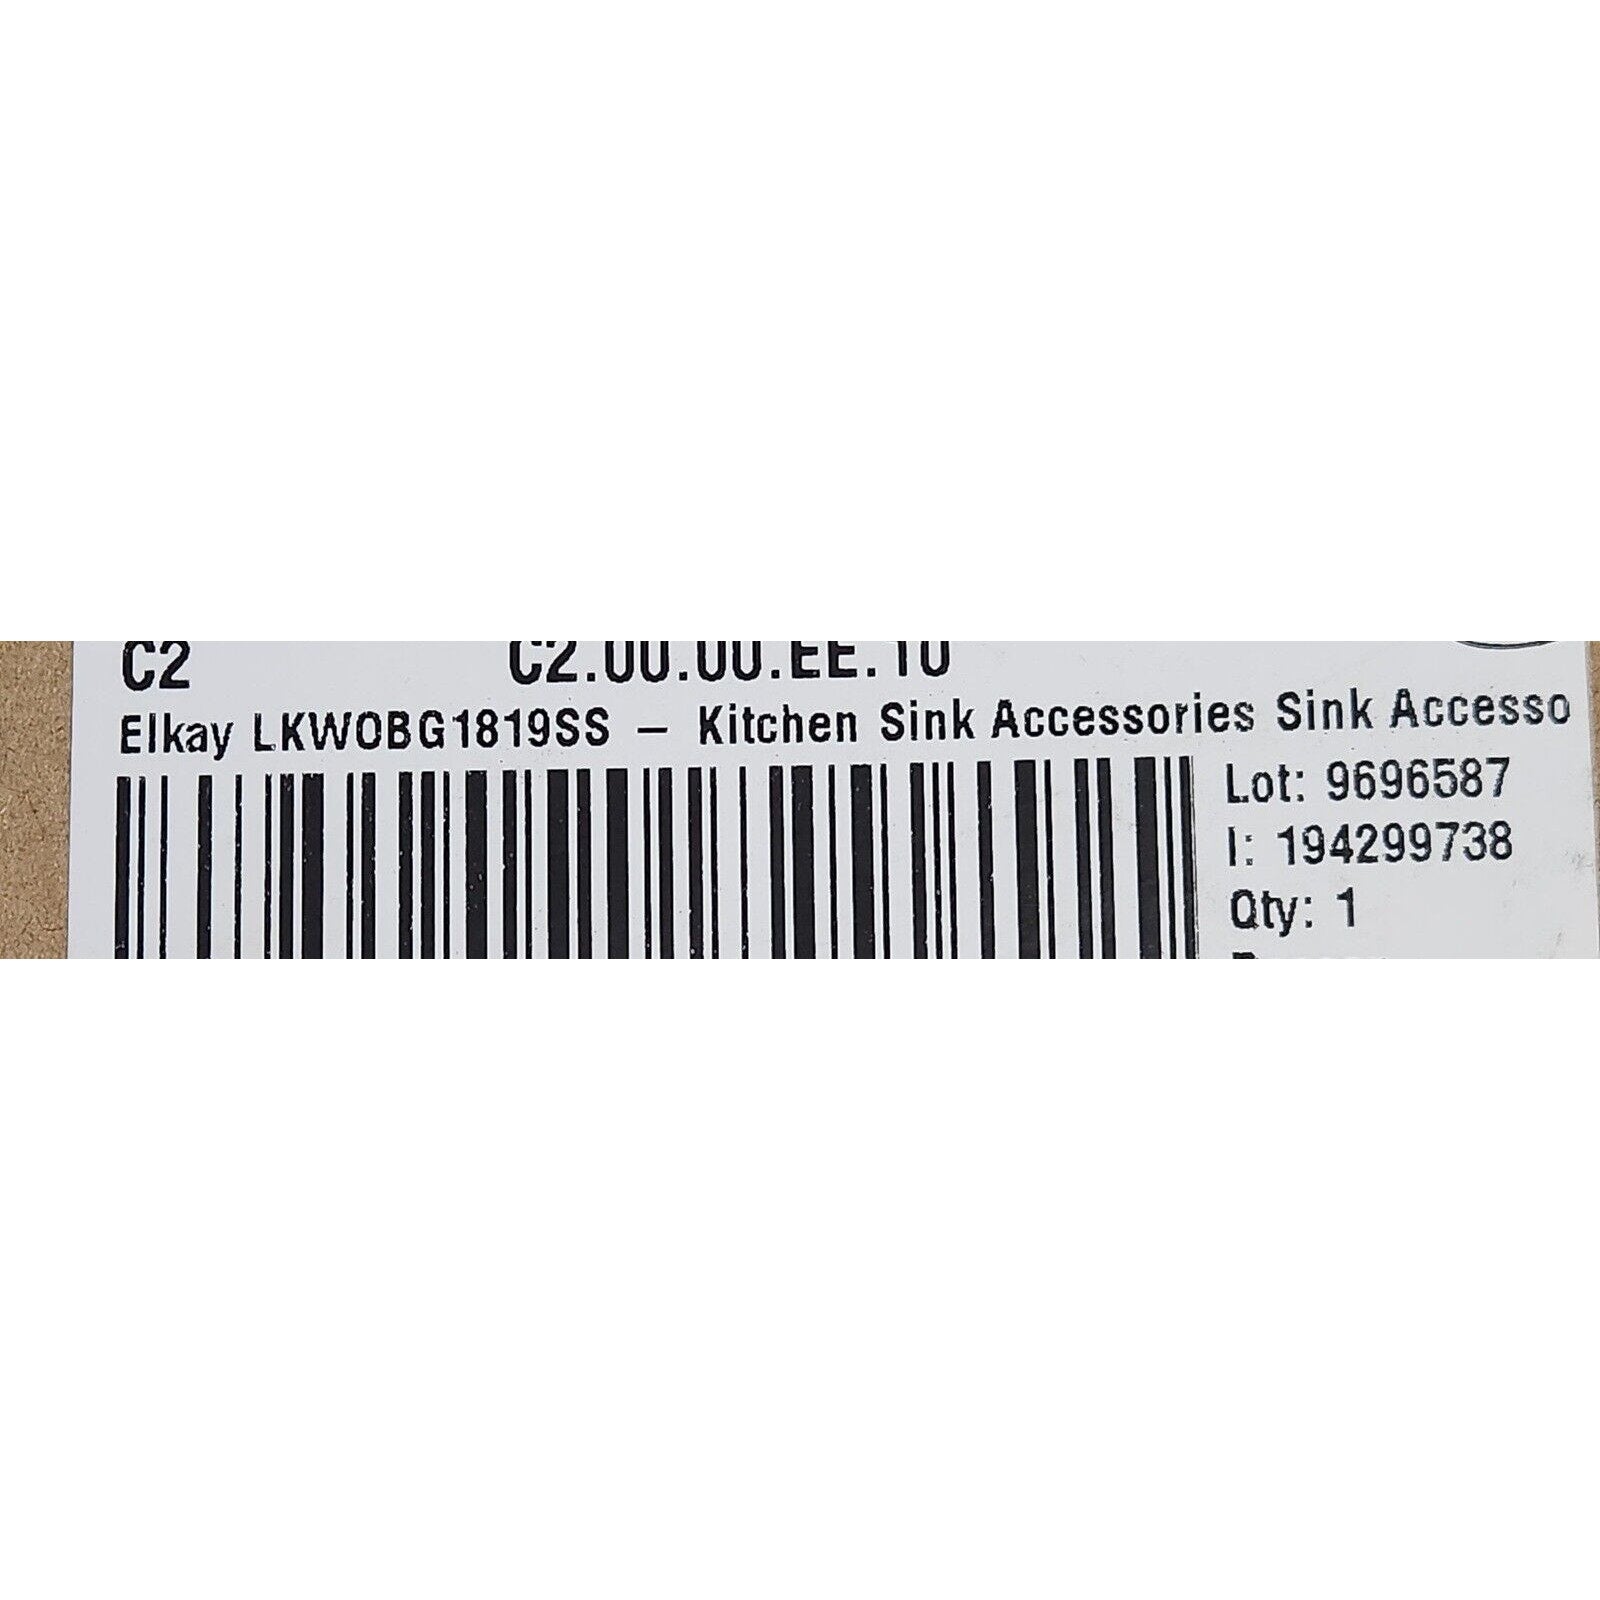 C2 C2.00.00.EE.10
Elkay LKWOBG1819SS – Kitchen Sink Accessories Sink Accesso
Lot: 9696587
I: 194299738
Qty: 1